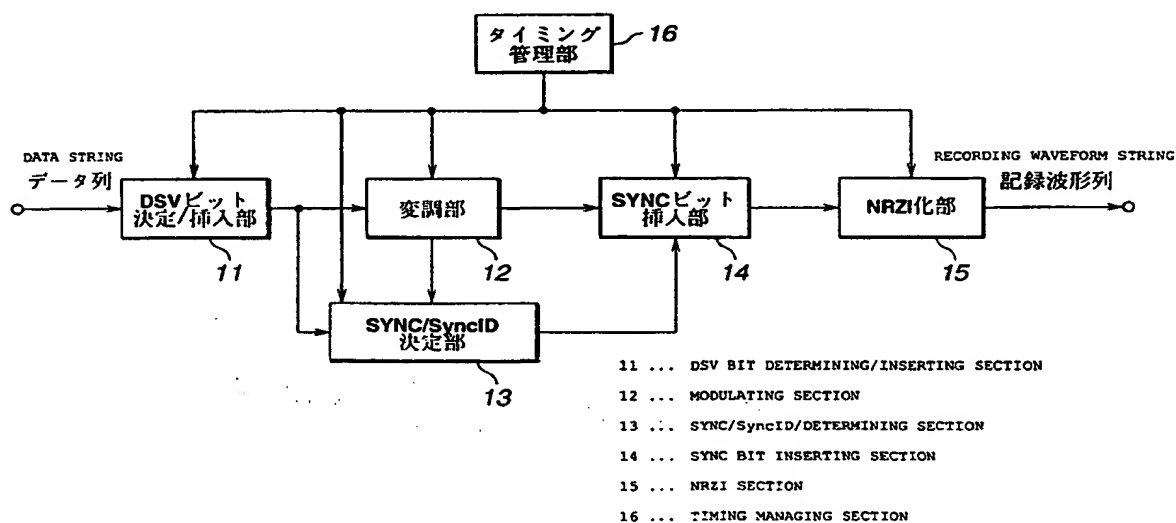 タイミング
管理部
16
DATA STRING
データ列
DSVビット
決定/挿入部
11
変調部
12
SYNCビット
挿入部
14
NRZI化部
15
RECORDING WAVEFORM STRING
記録波形列
SYNC/SyncID
決定部
13
11 ... DSV BIT DETERMINING/INSERTING SECTION
12 ... MODULATING SECTION
13 ... SYNC/SyncID/DETERMINING SECTION
14 ... SYNC BIT INSERTING SECTION
15 ... NRZI SECTION
16 ... TIMING MANAGING SECTION